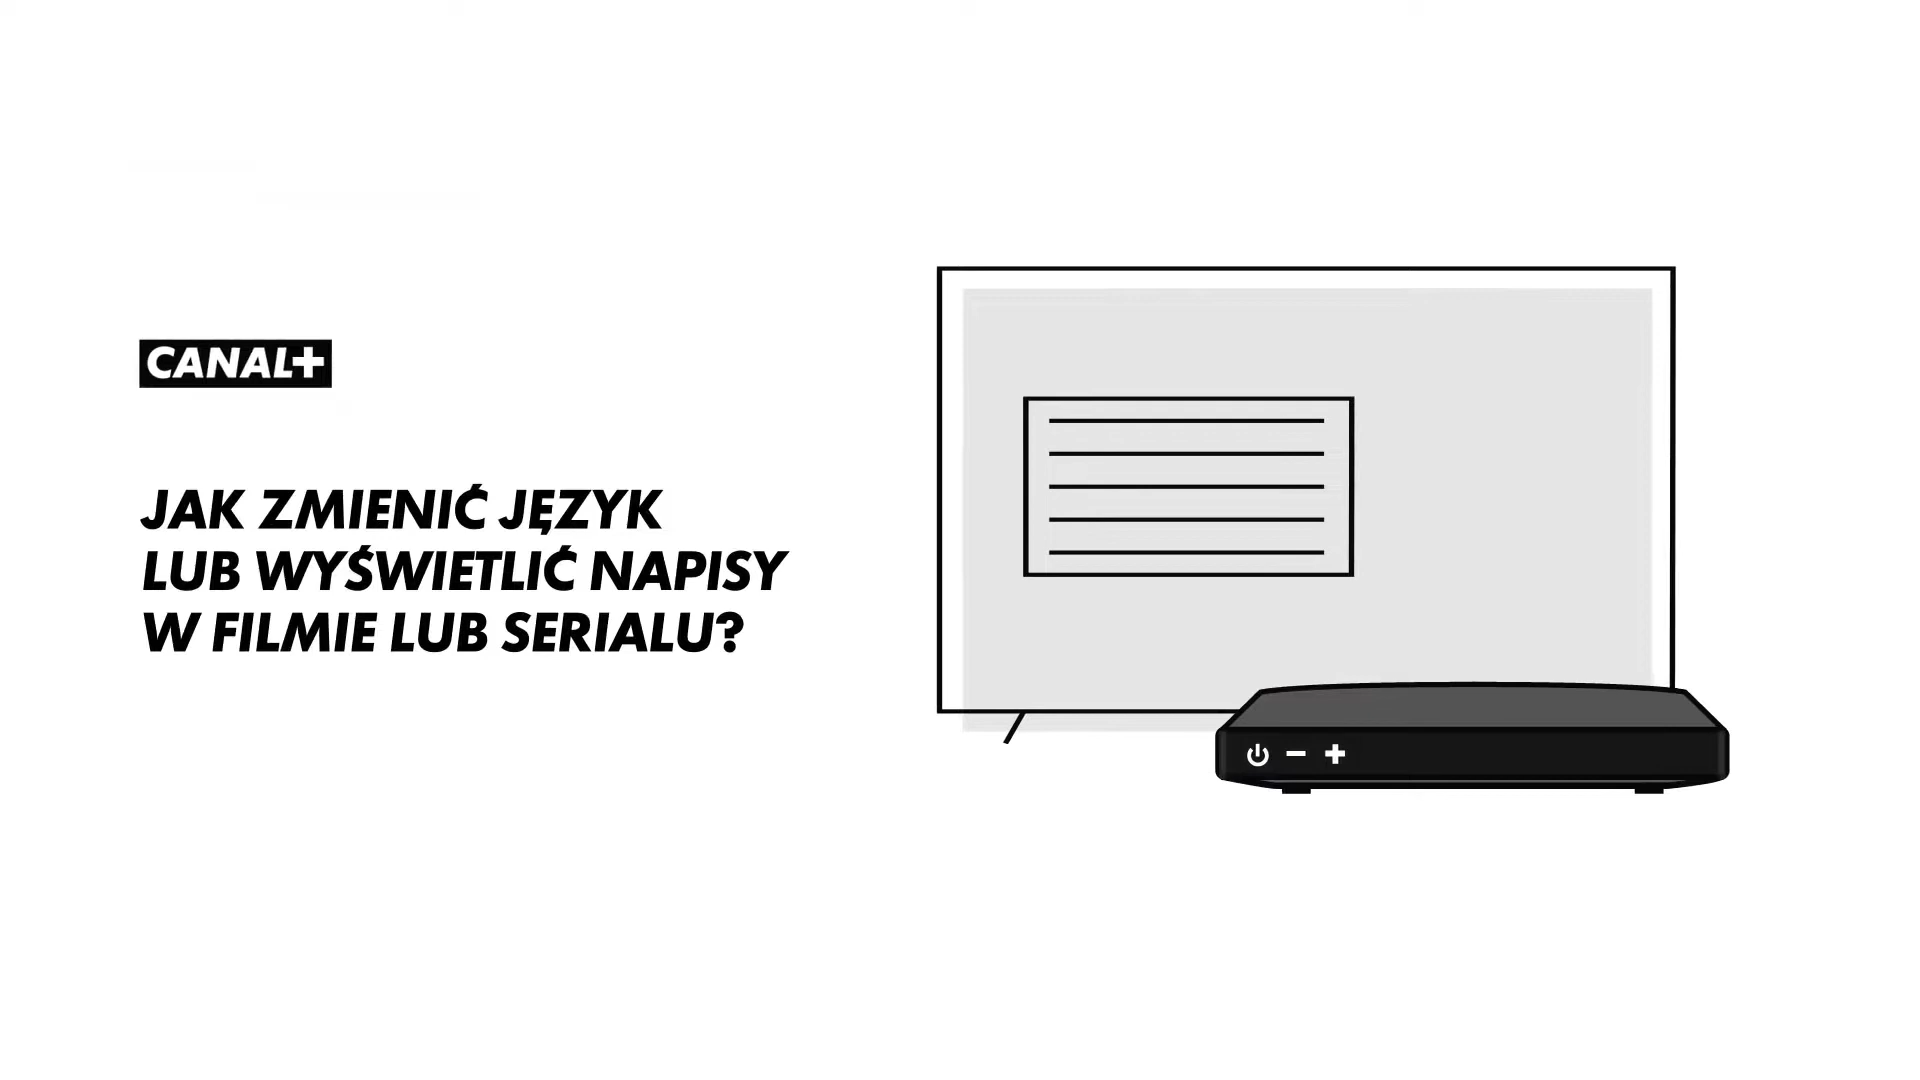 CANAL+
JAK ZMIENIĆ JĘZYK
LUB WYŚWIETLIĆ NAPISY
W FILMIE LUB SERIALU?